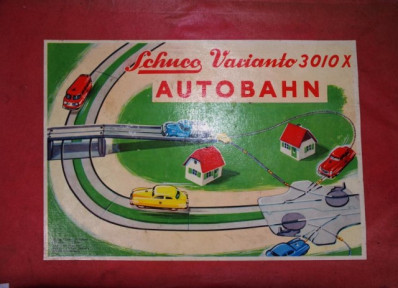 Schuco Varianto 3010 X
AUTOBAHN